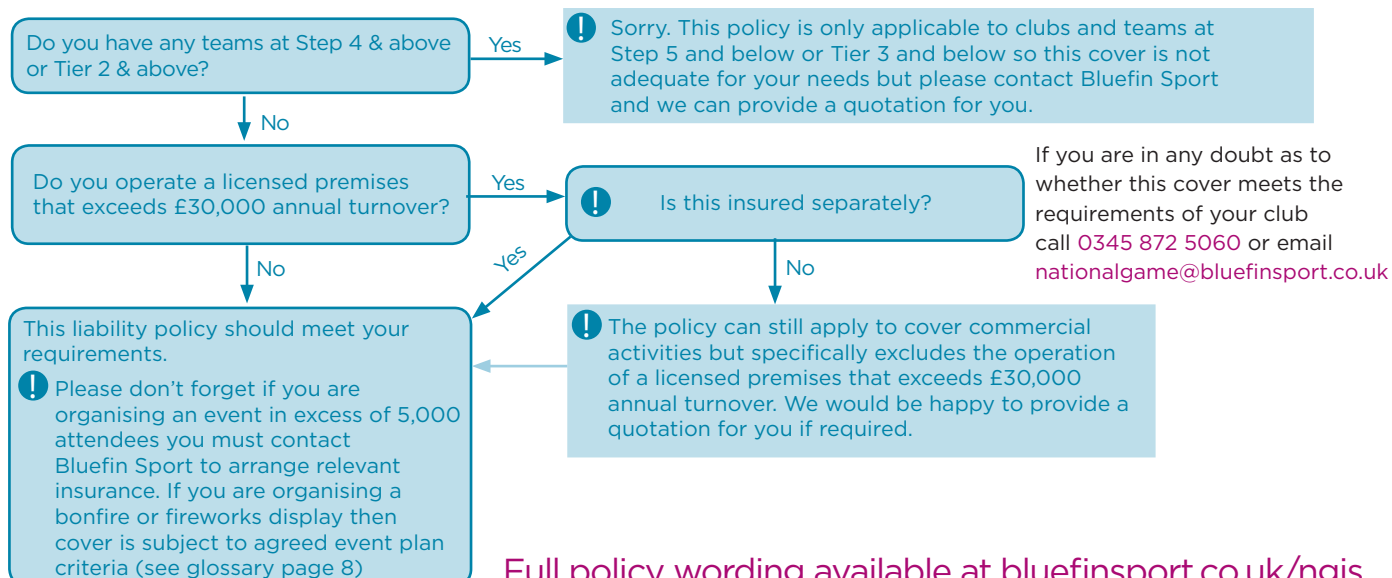 Do you have any teams at Step 4 & above
or Tier 2 & above?
Yes
Sorry. This policy is only applicable to clubs and teams at
Step 5 and below or Tier 3 and below so this cover is not
adequate for your needs but please contact Bluefin Sport
and we can provide a quotation for you.
No
Do you operate a licensed premises
that exceeds £30,000 annual turnover?
Yes
Is this insured separately?
If you are in any doubt as to
whether this cover meets the
requirements of your club
call 0345 872 5060 or email
nationalgame@bluefinsport.co.uk
No
Yes
No
This liability policy should meet your
requirements.
Please don't forget if you are
organising an event in excess of 5,000
attendees you must contact
Bluefin Sport to arrange relevant
insurance. If you are organising a
bonfire or fireworks display then
cover is subject to agreed event plan
criteria (see glossary page 8)
The policy can still apply to cover commercial
activities but specifically excludes the operation
of a licensed premises that exceeds £30,000
annual turnover. We would be happy to provide a
quotation for you if required.
Full policy wording available at bluefinsport.co.uk/ngis